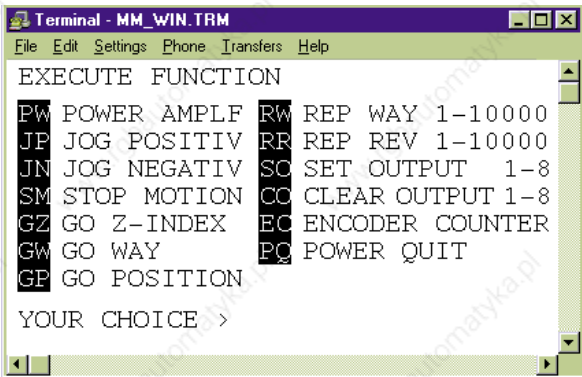 Terminal - MM_WIN.TRM
File Edit Settings Phone Transfers Help
EXECUTE FUNCTION
PW POWER AMPLF RW REP WAY 1-10000
JP JOG POSITIV RR REP REV 1-10000
JN JOG NEGATIV SO SET OUTPUT 1-8
SM STOP MOTION CO CLEAR OUTPUT 1-8
GZ GO Z-INDEX EC ENCODER COUNTER
GW GO WAY PQ POWER QUIT
GP GO POSITION
YOUR CHOICE >